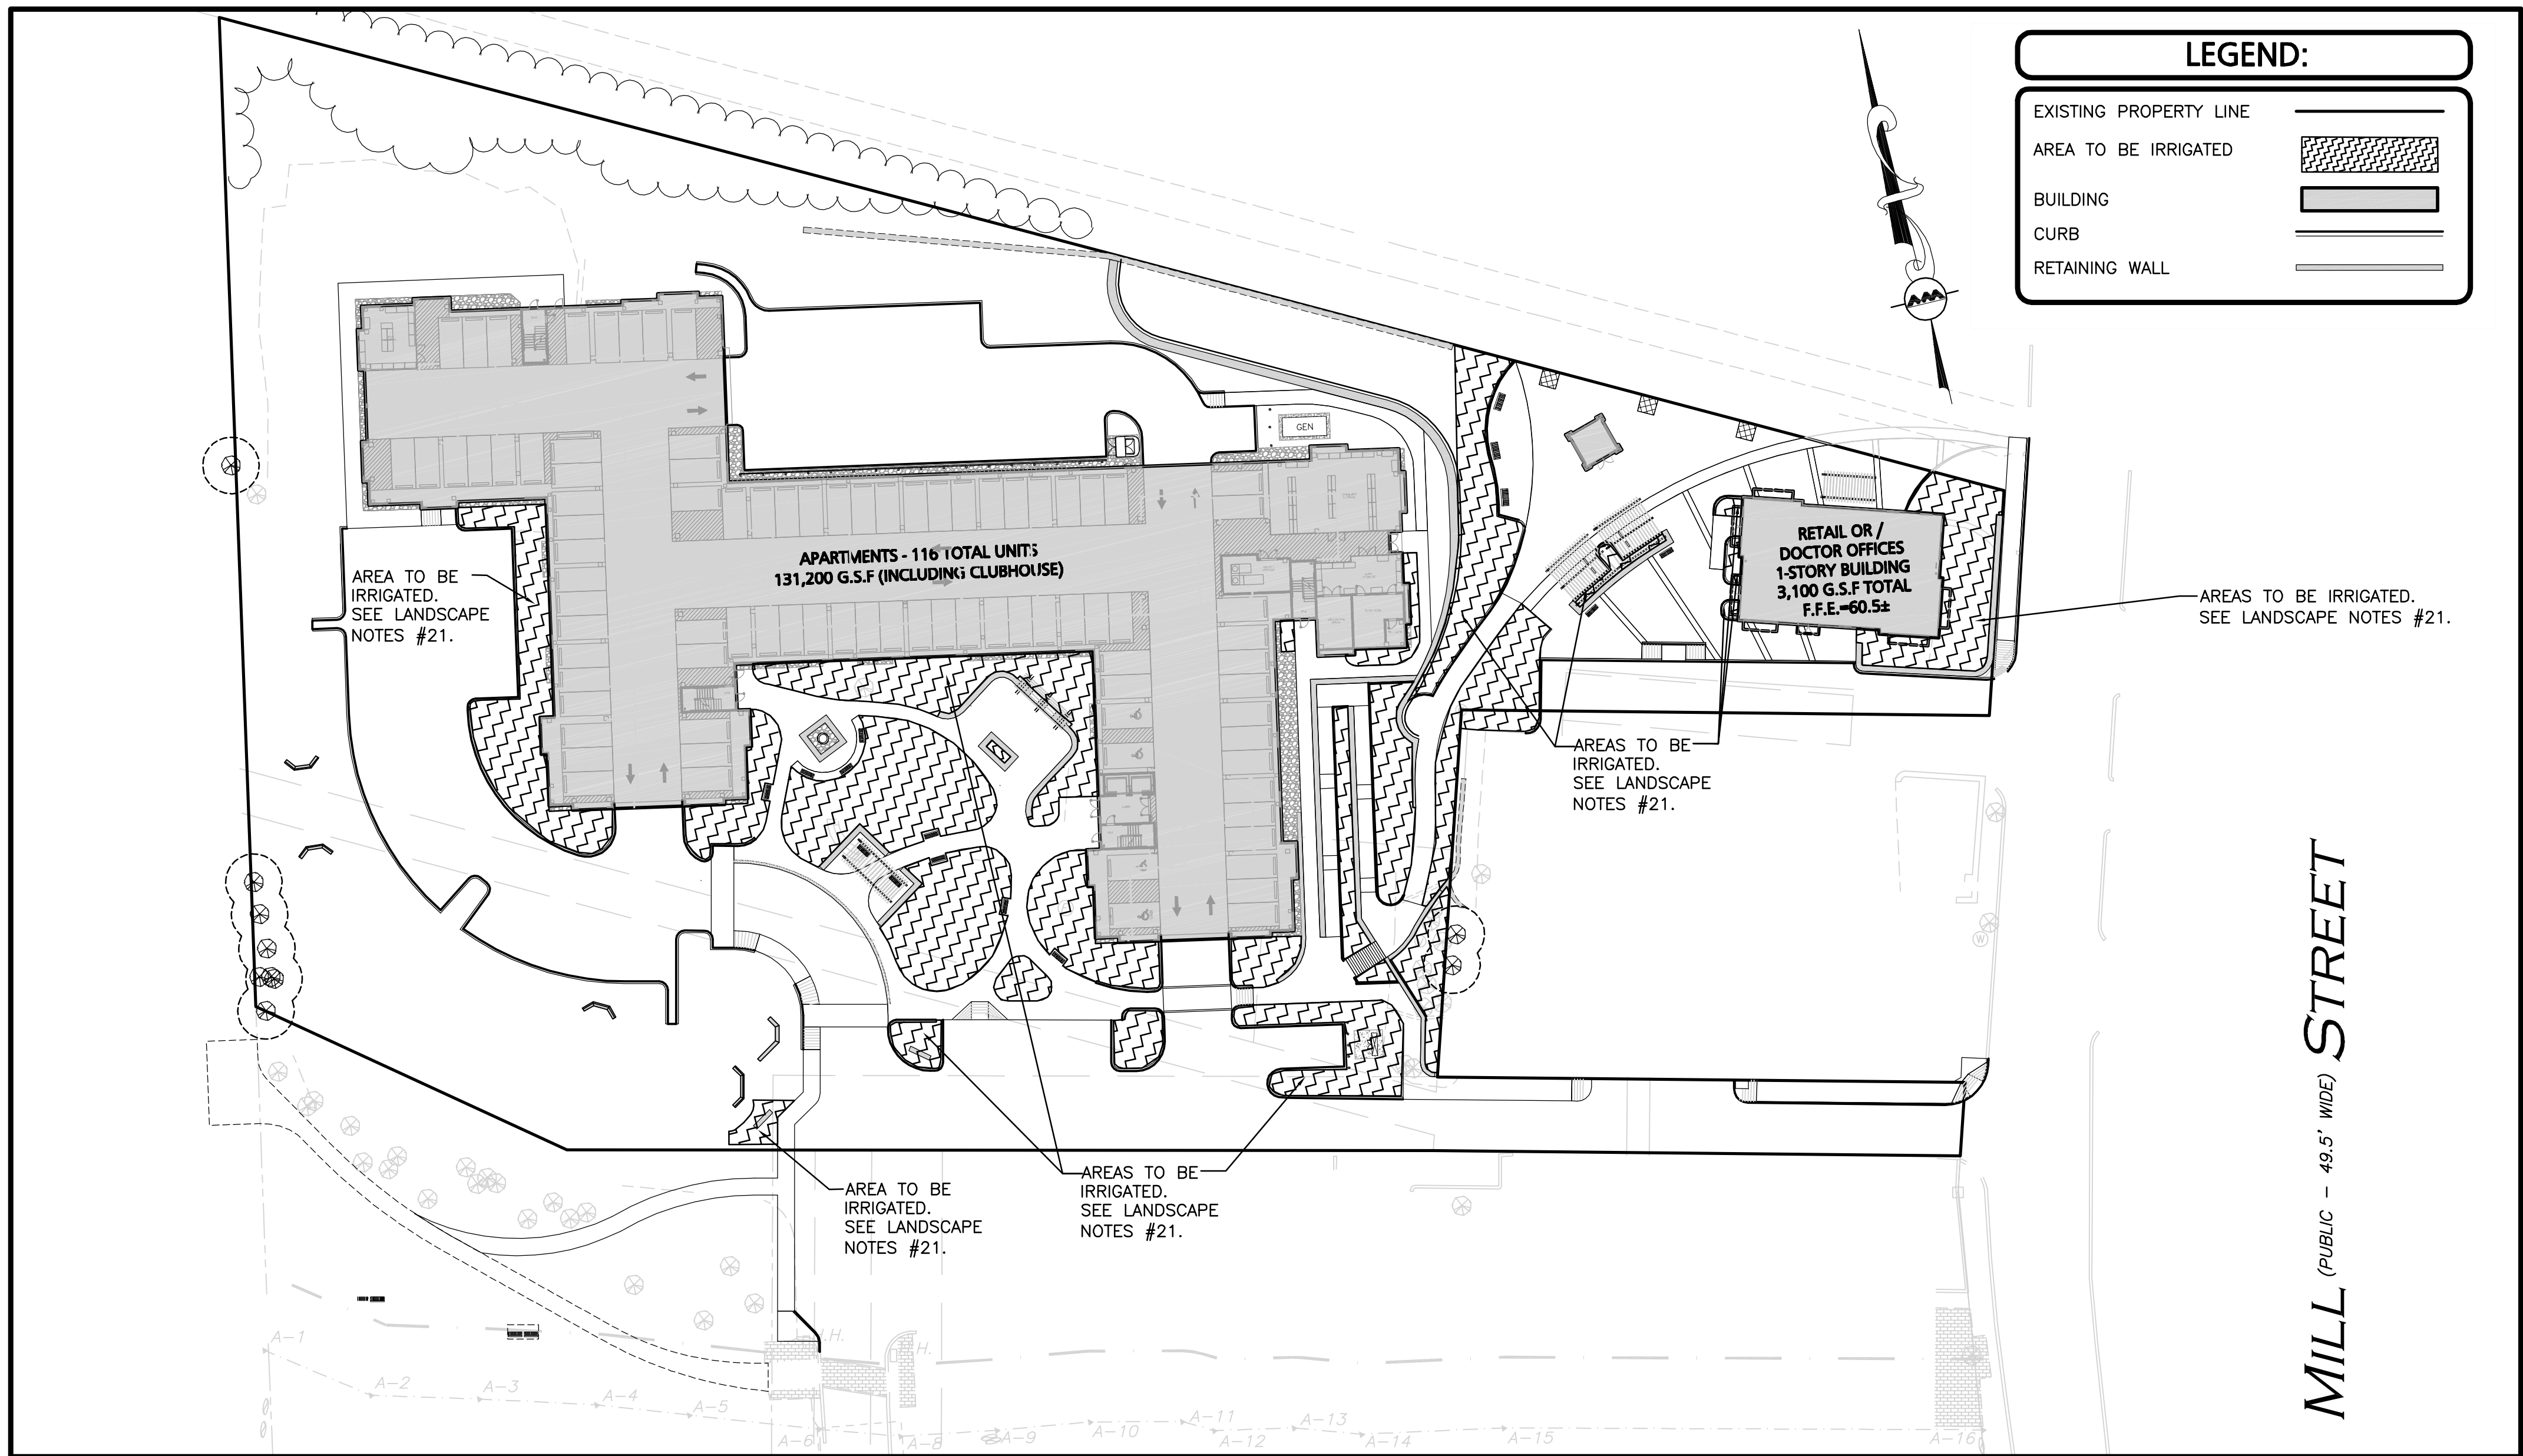 LEGEND:
EXISTING PROPERTY LINE
AREA TO BE IRRIGATED
BUILDING
CURB
RETAINING WALL
GEN
APARTMENTS - 116 TOTAL UNITS
131,200 G.S.F (INCLUDING CLUBHOUSE)
RETAIL OR /
DOCTOR OFFICES
1-STORY BUILDING
3,100 G.S.F TOTAL
F.F.E.=60.5±
AREA TO BE
IRRIGATED.
SEE LANDSCAPE
NOTES #21.
AREAS TO BE IRRIGATED.
SEE LANDSCAPE NOTES #21.
AREAS TO BE
IRRIGATED.
SEE LANDSCAPE
NOTES #21.
AREA TO BE
IRRIGATED.
SEE LANDSCAPE
NOTES #21.
AREAS TO BE
IRRIGATED.
SEE LANDSCAPE
NOTES #21.
MILL (PUBLIC - 49.5' WIDE) STREET
W
A-1
A-2
A-3
A-4
A-5
A-6
A-8
A-9
A-10
A-11
A-12
A-13
A-14
A-15
A-16